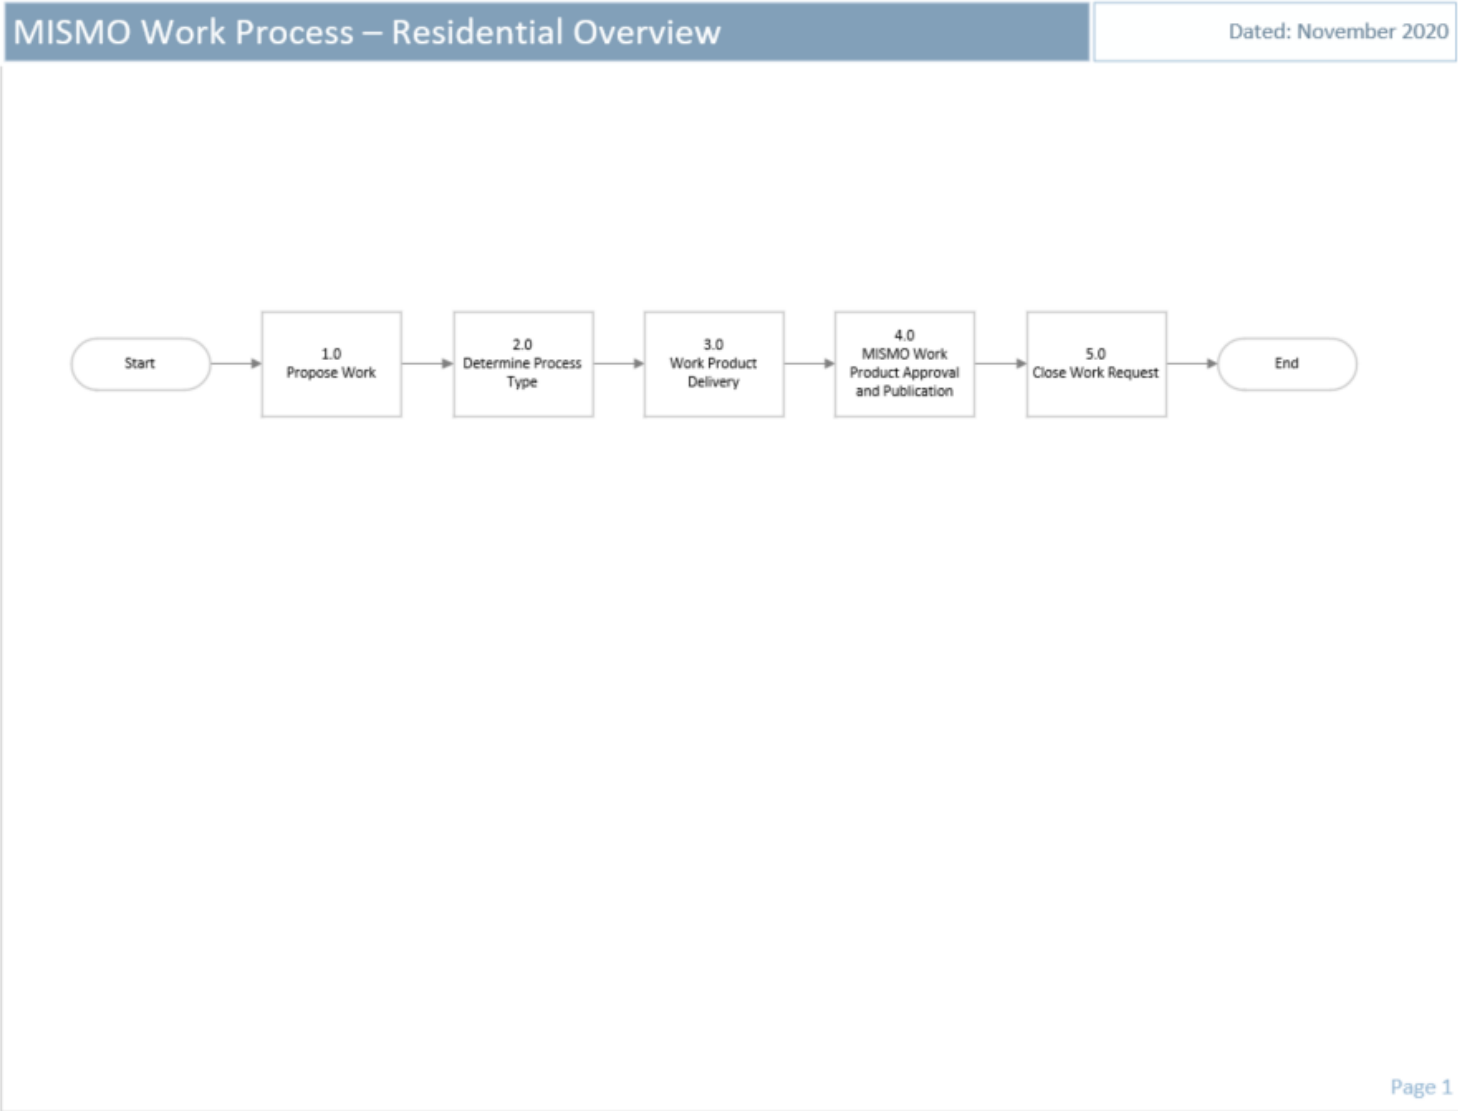 MISMO Work Process – Residential Overview
Dated: November 2020
Start
1.0
Propose Work
2.0
Determine Process
Type
3.0
Work Product
Delivery
4.0
MISMO Work
Product Approval
and Publication
5.0
Close Work Request
End
Page 1